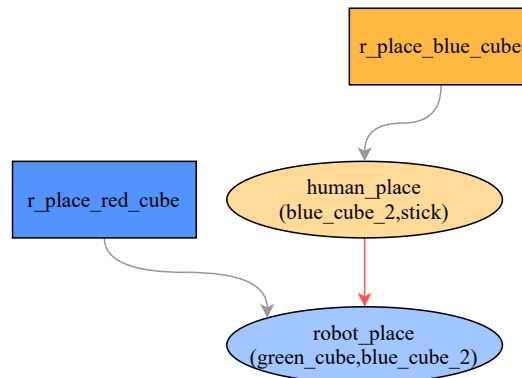 r_place_blue_cube
human_place
(blue_cube_2,stick)
r_place_red_cube
robot_place
(green_cube,blue_cube_2)